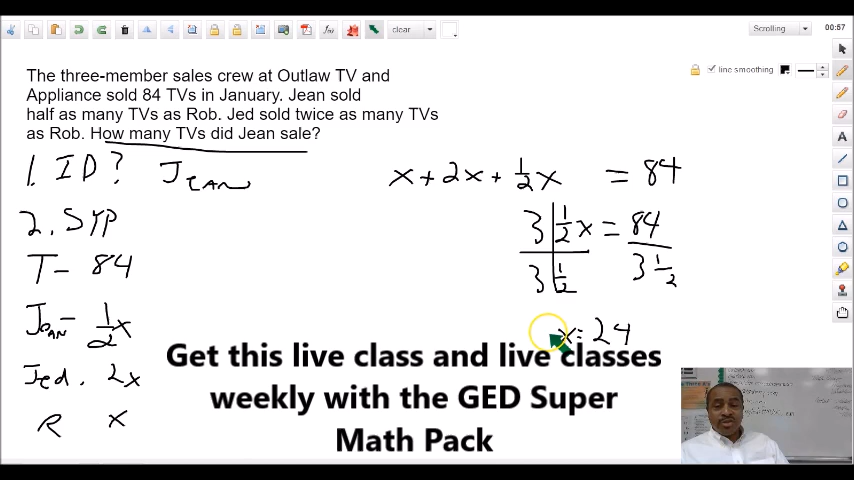 clear
Scrolling
00:57
line smoothing
The three-member sales crew at Outlaw TV and
Appliance sold 84 TVs in January. Jean sold
half as many TVs as Rob. Jed sold twice as many TVs
as Rob. How many TVs did Jean sale?
1. ID? JEAN
x + 2x + 1/2x = 84
2. SYP
3 1/2 x = 84
3 1/2 3 1/2
T- 84
Jean- 1/2x
x = 24
Jed. 2x
R x
Get this live class and live classes
weekly with the GED Super
Math Pack